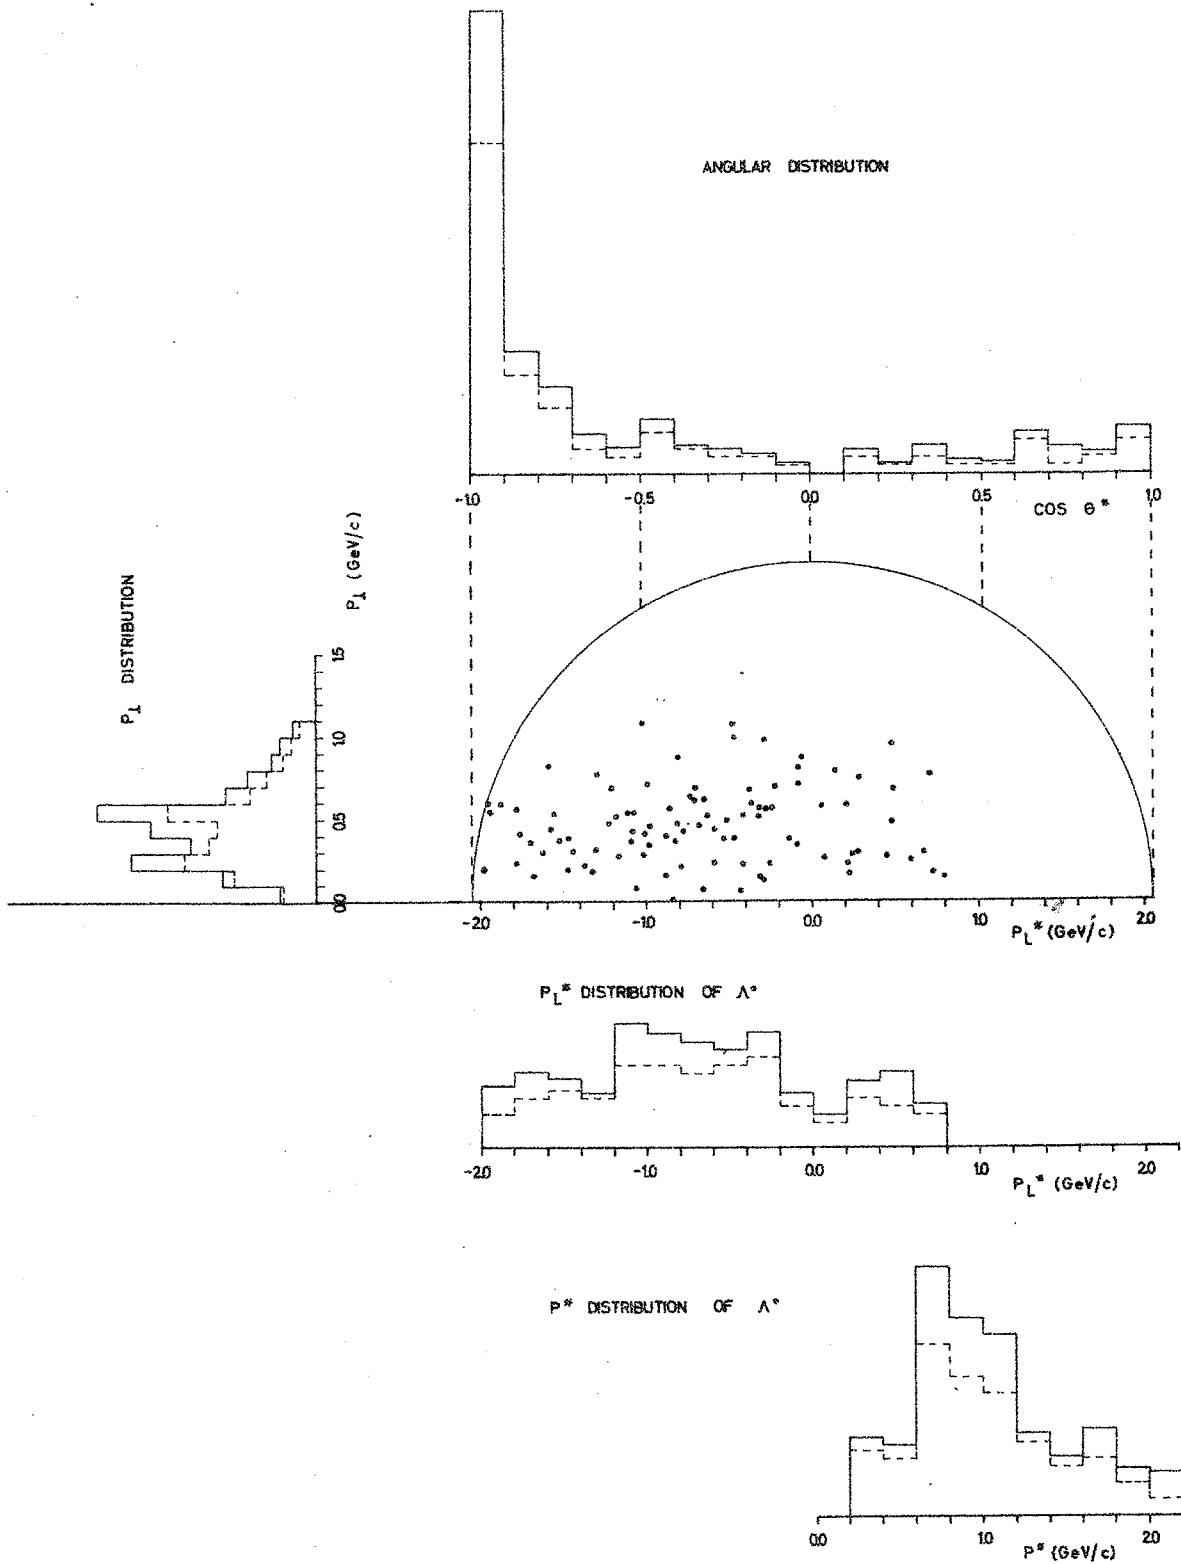 ANGULAR DISTRIBUTION
-1.0 -0.5 0.0 0.5 1.0
COS θ*
P⊥ DISTRIBUTION
P⊥ (GeV/c)
1.5
1.0
0.5
0.0
-2.0 -1.0 0.0 1.0 2.0
P_L* (GeV/c)
P_L* DISTRIBUTION OF Λ°
-2.0 -1.0 0.0 1.0 2.0
P_L* (GeV/c)
P* DISTRIBUTION OF Λ°
0.0 1.0 2.0
P* (GeV/c)